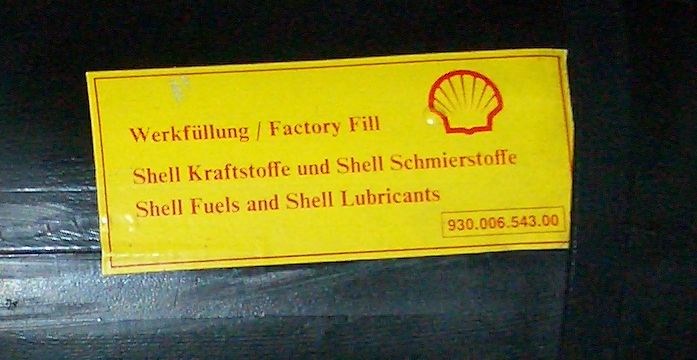 Werkfüllung / Factory Fill
Shell Kraftstoffe und Shell Schmierstoffe
Shell Fuels and Shell Lubricants
930.006.543.00